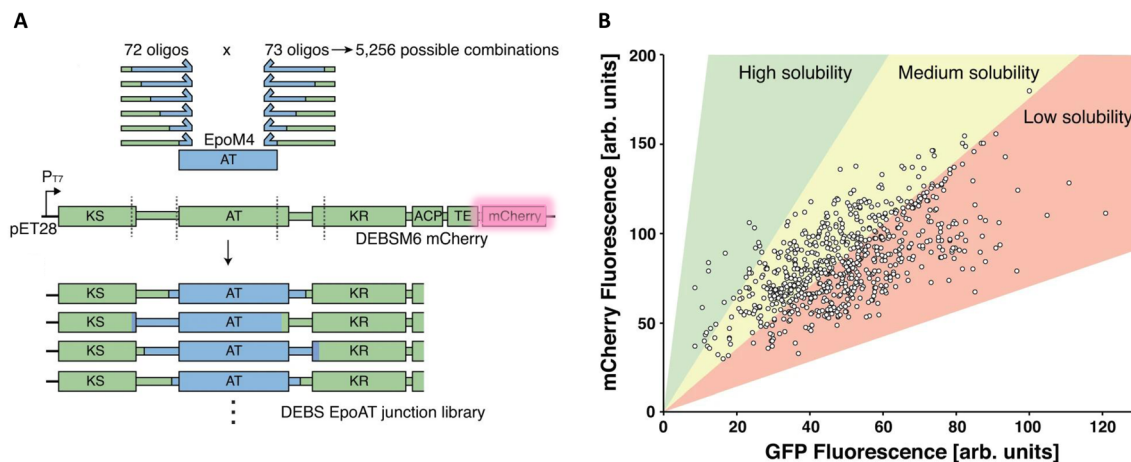 A
72 oligos x 73 oligos → 5,256 possible combinations
EpoM4
AT
PT7
KS AT KR ACP TE mCherry
pET28
DEBSM6 mCherry
KS AT KR
KS AT KR
KS AT KR
KS AT KR
DEBS EpoAT junction library
B
200
150
100
50
0
mCherry Fluorescence [arb. units]
High solubility
Medium solubility
Low solubility
0 20 40 60 80 100 120
GFP Fluorescence [arb. units]